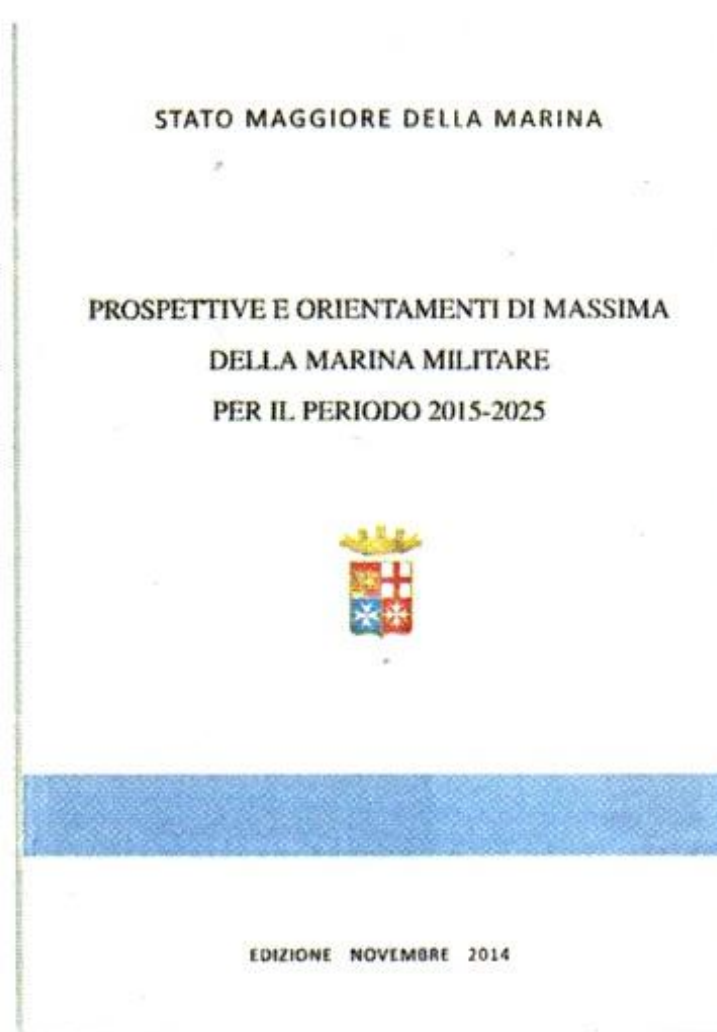 STATO MAGGIORE DELLA MARINA
PROSPETTIVE E ORIENTAMENTI DI MASSIMA
DELLA MARINA MILITARE
PER IL PERIODO 2015-2025
EDIZIONE NOVEMBRE 2014